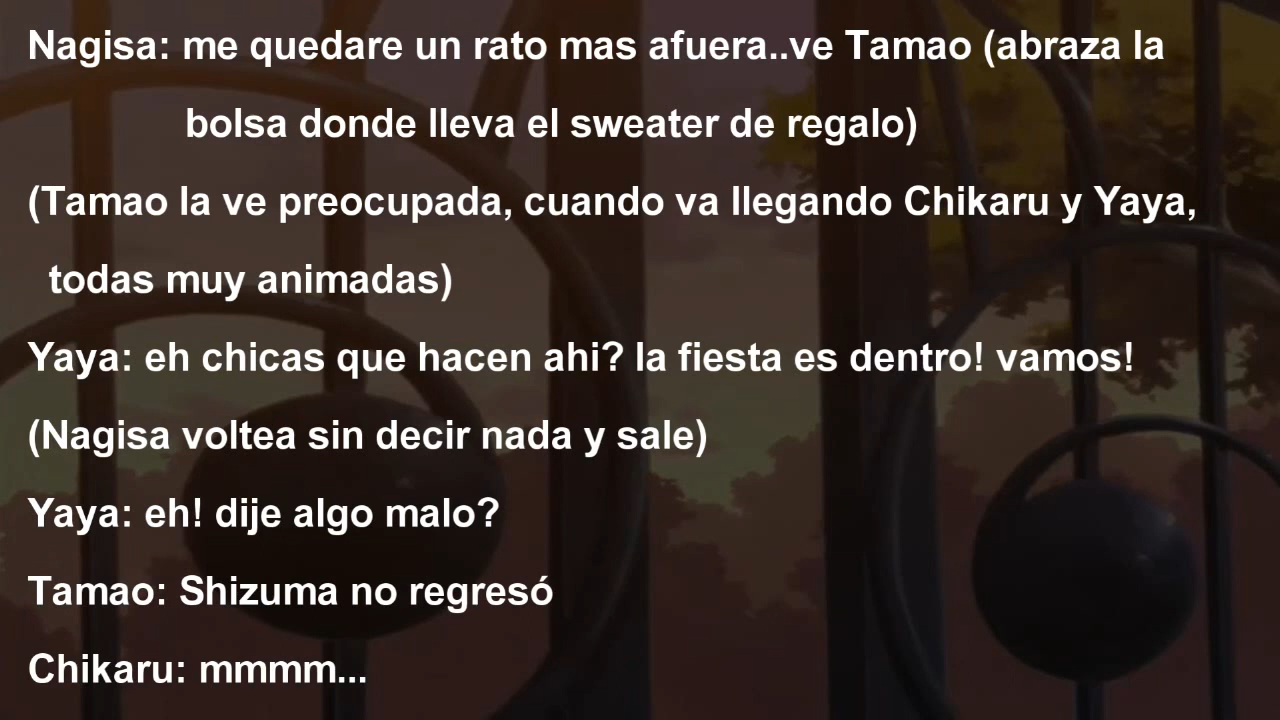 Nagisa: me quedare un rato mas afuera..ve Tamao (abraza la
bolsa donde lleva el sweater de regalo)
(Tamao la ve preocupada, cuando va llegando Chikaru y Yaya,
todas muy animadas)
Yaya: eh chicas que hacen ahi? la fiesta es dentro! vamos!
(Nagisa voltea sin decir nada y sale)
Yaya: eh! dije algo malo?
Tamao: Shizuma no regresó
Chikaru: mmmm...